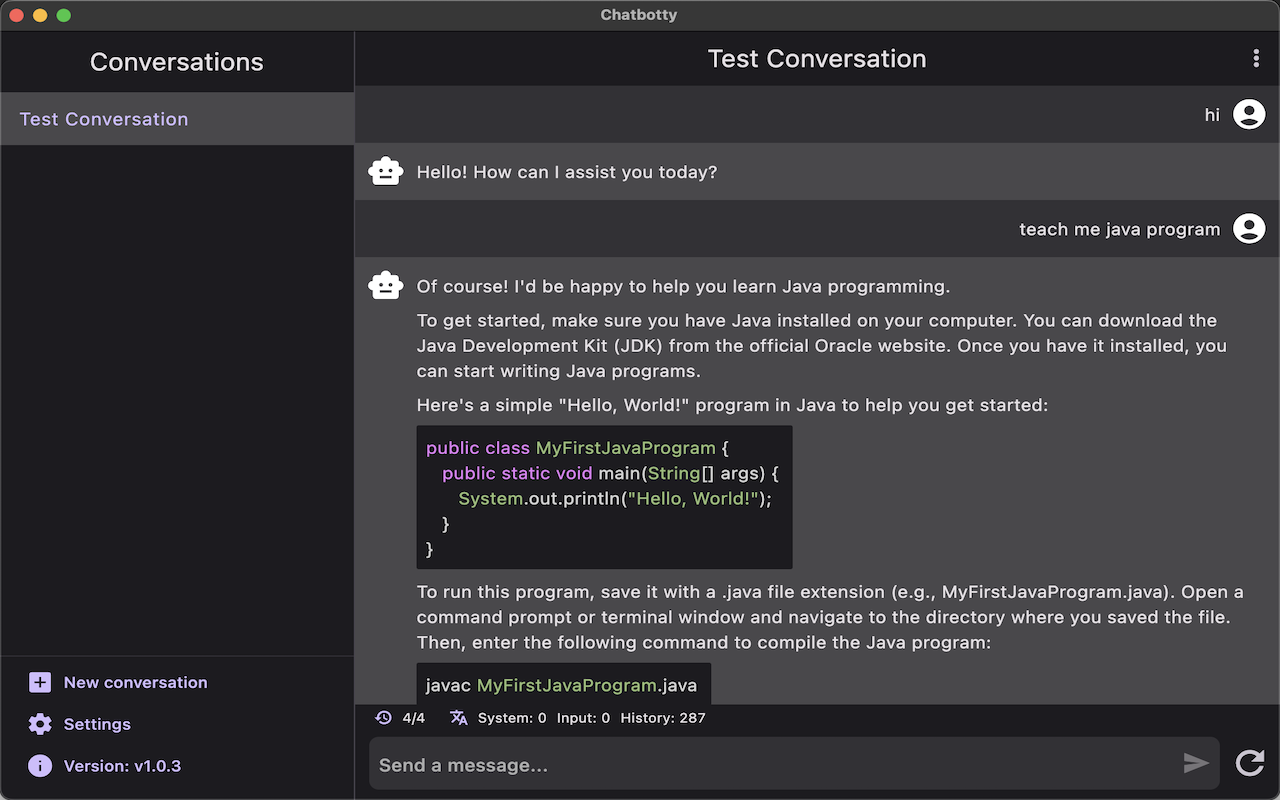 Chatbotty
Conversations
Test Conversation
New conversation
Settings
Version: v1.0.3
Test Conversation
hi
Hello! How can I assist you today?
teach me java program
Of course! I'd be happy to help you learn Java programming.
To get started, make sure you have Java installed on your computer. You can download the
Java Development Kit (JDK) from the official Oracle website. Once you have it installed, you
can start writing Java programs.
Here's a simple "Hello, World!" program in Java to help you get started:
public class MyFirstJavaProgram {
public static void main(String[] args) {
System.out.println("Hello, World!");
}
}
To run this program, save it with a .java file extension (e.g., MyFirstJavaProgram.java). Open a
command prompt or terminal window and navigate to the directory where you saved the file.
Then, enter the following command to compile the Java program:
javac MyFirstJavaProgram.java
4/4 System: 0 Input: 0 History: 287
Send a message...